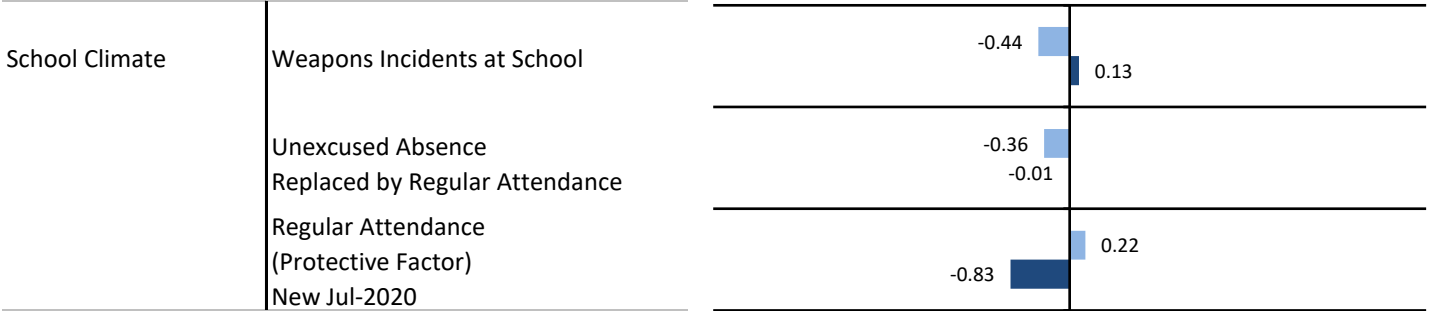 School Climate
Weapons Incidents at School
-0.44
0.13
Unexcused Absence
Replaced by Regular Attendance
-0.36
-0.01
Regular Attendance
(Protective Factor)
New Jul-2020
0.22
-0.83